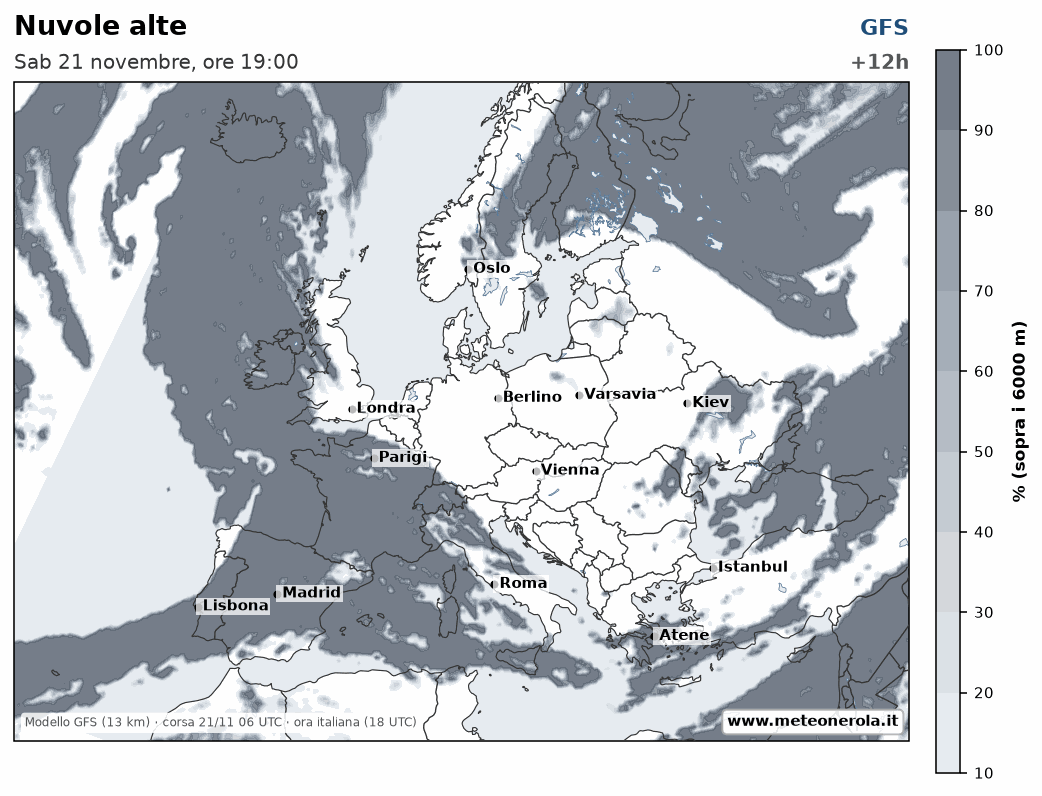 Nuvole alte
GFS
Sab 21 novembre, ore 19:00
+12h
Oslo
Londra
Berlino
Varsavia
Kiev
Parigi
Vienna
Istanbul
Roma
Madrid
Lisbona
Atene
Modello GFS (13 km) · corsa 21/11 06 UTC · ora italiana (18 UTC)
www.meteonerola.it
100
90
80
70
60
50
40
30
20
10
% (sopra i 6000 m)